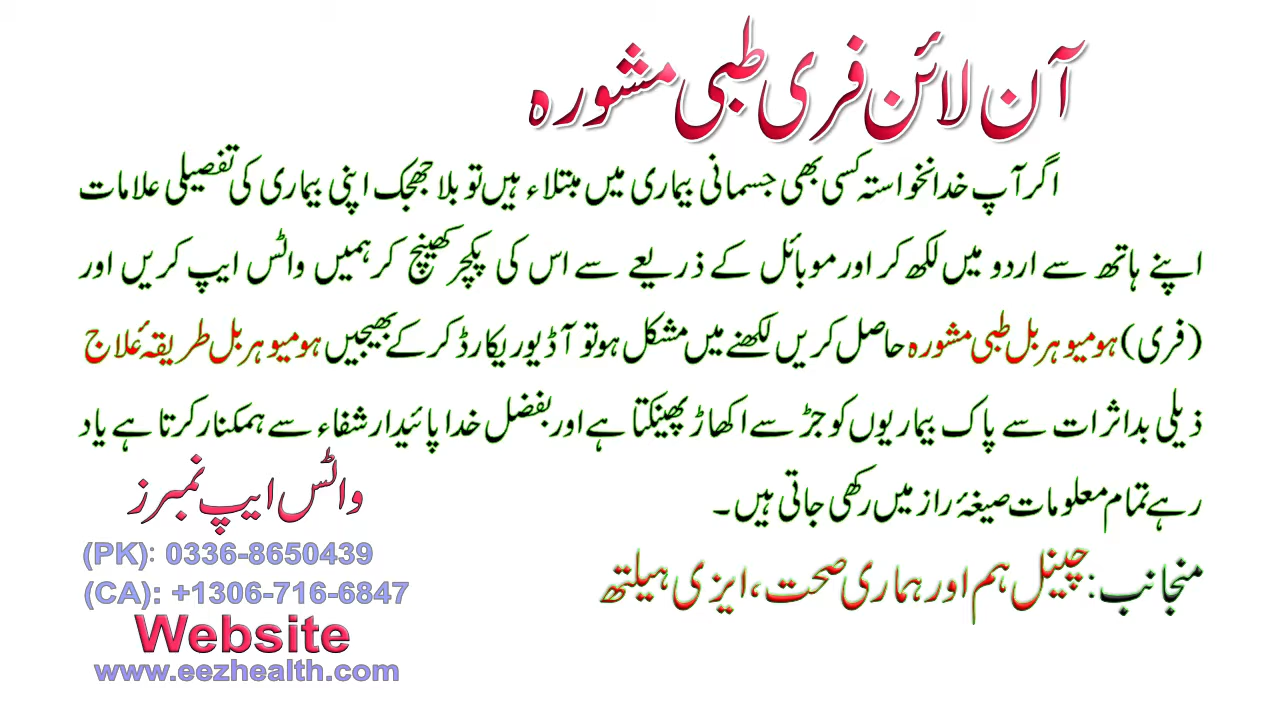 آن لائن فری طبی مشورہ
اگر آپ خدانخواستہ کسی بھی جسمانی بیماری میں مبتلاء ہیں تو بلا جھجک اپنی بیماری کی تفصیلی علامات
اپنے ہاتھ سے اردو میں لکھ کر اور موبائل کے ذریعے سے اس کی پکچر کھینچ کر ہمیں واٹس ایپ کریں اور
(فری) ہومیو ہربل طبی مشورہ حاصل کریں لکھنے میں مشکل ہو تو آڈیو ریکارڈ کر کے بھیجیں ہومیو ہربل طریقہ علاج
ذیلی بداثرات سے پاک بیماریوں کو جڑ سے اکھاڑ پھینکتا ہے اور بفضل خدا پائیدار شفاء سے ہمکنار کرتا ہے یاد
رہے تمام معلومات صیغۂ راز میں رکھی جاتی ہیں۔
منجانب: چینل ہم اور ہماری صحت، ایزی ہیلتھ
واٹس ایپ نمبرز
(PK): 0336-8650439
(CA): +1306-716-6847
Website
www.eezhealth.com